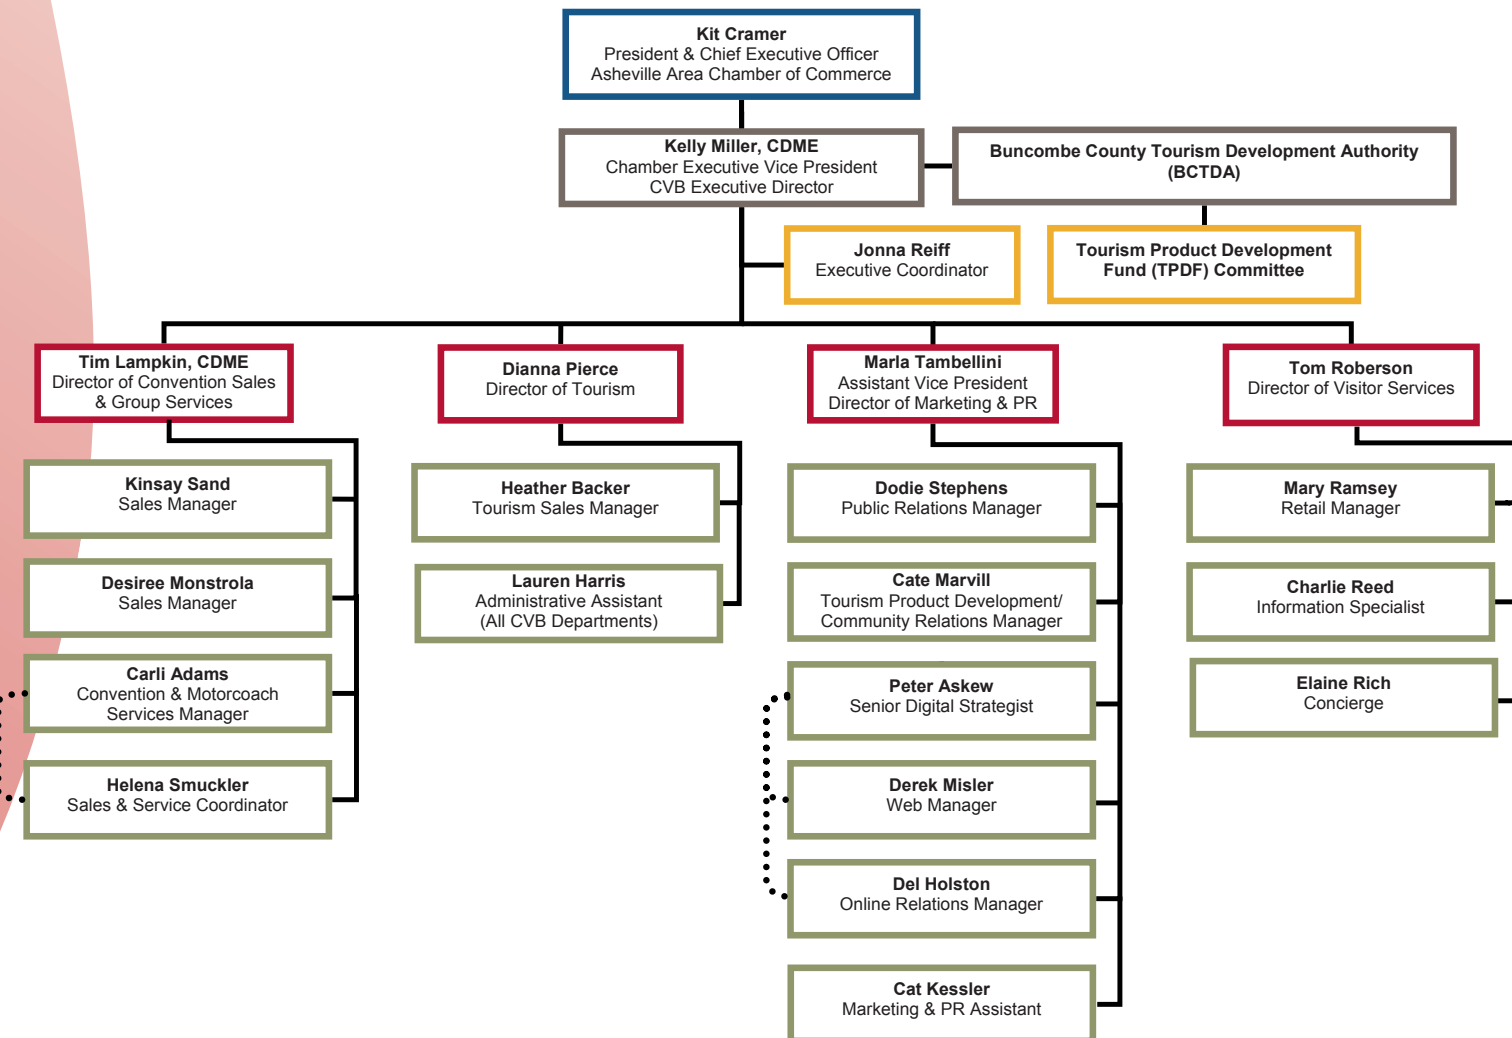 Kit Cramer
President & Chief Executive Officer
Asheville Area Chamber of Commerce
Kelly Miller, CDME
Chamber Executive Vice President
CVB Executive Director
Buncombe County Tourism Development Authority
(BCTDA)
Jonna Reiff
Executive Coordinator
Tourism Product Development
Fund (TPDF) Committee
Tim Lampkin, CDME
Director of Convention Sales
& Group Services
Dianna Pierce
Director of Tourism
Marla Tambellini
Assistant Vice President
Director of Marketing & PR
Tom Roberson
Director of Visitor Services
Kinsay Sand
Sales Manager
Desiree Monstrola
Sales Manager
Carli Adams
Convention & Motorcoach
Services Manager
Helena Smuckler
Sales & Service Coordinator
Heather Backer
Tourism Sales Manager
Lauren Harris
Administrative Assistant
(All CVB Departments)
Dodie Stephens
Public Relations Manager
Cate Marvill
Tourism Product Development/
Community Relations Manager
Peter Askew
Senior Digital Strategist
Derek Misler
Web Manager
Del Holston
Online Relations Manager
Cat Kessler
Marketing & PR Assistant
Mary Ramsey
Retail Manager
Charlie Reed
Information Specialist
Elaine Rich
Concierge